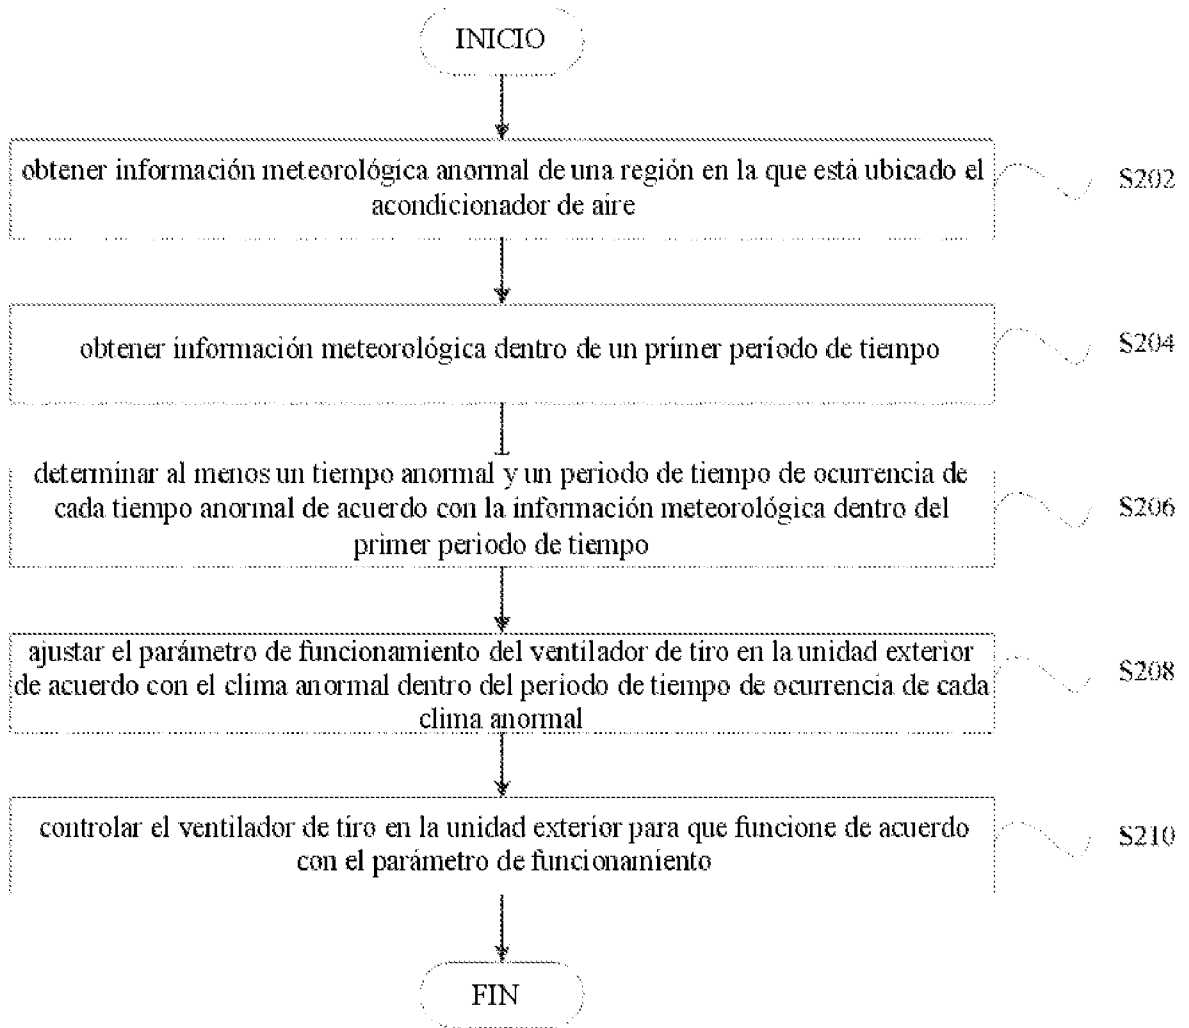 INICIO
obtener información meteorológica anormal de una región en la que está ubicado el
acondicionador de aire
S202
obtener información meteorológica dentro de un primer período de tiempo
S204
determinar al menos un tiempo anormal y un periodo de tiempo de ocurrencia de
cada tiempo anormal de acuerdo con la información meteorológica dentro del
primer periodo de tiempo
S206
ajustar el parámetro de funcionamiento del ventilador de tiro en la unidad exterior
de acuerdo con el clima anormal dentro del periodo de tiempo de ocurrencia de cada
clima anormal
S208
controlar el ventilador de tiro en la unidad exterior para que funcione de acuerdo
con el parámetro de funcionamiento
S210
FIN